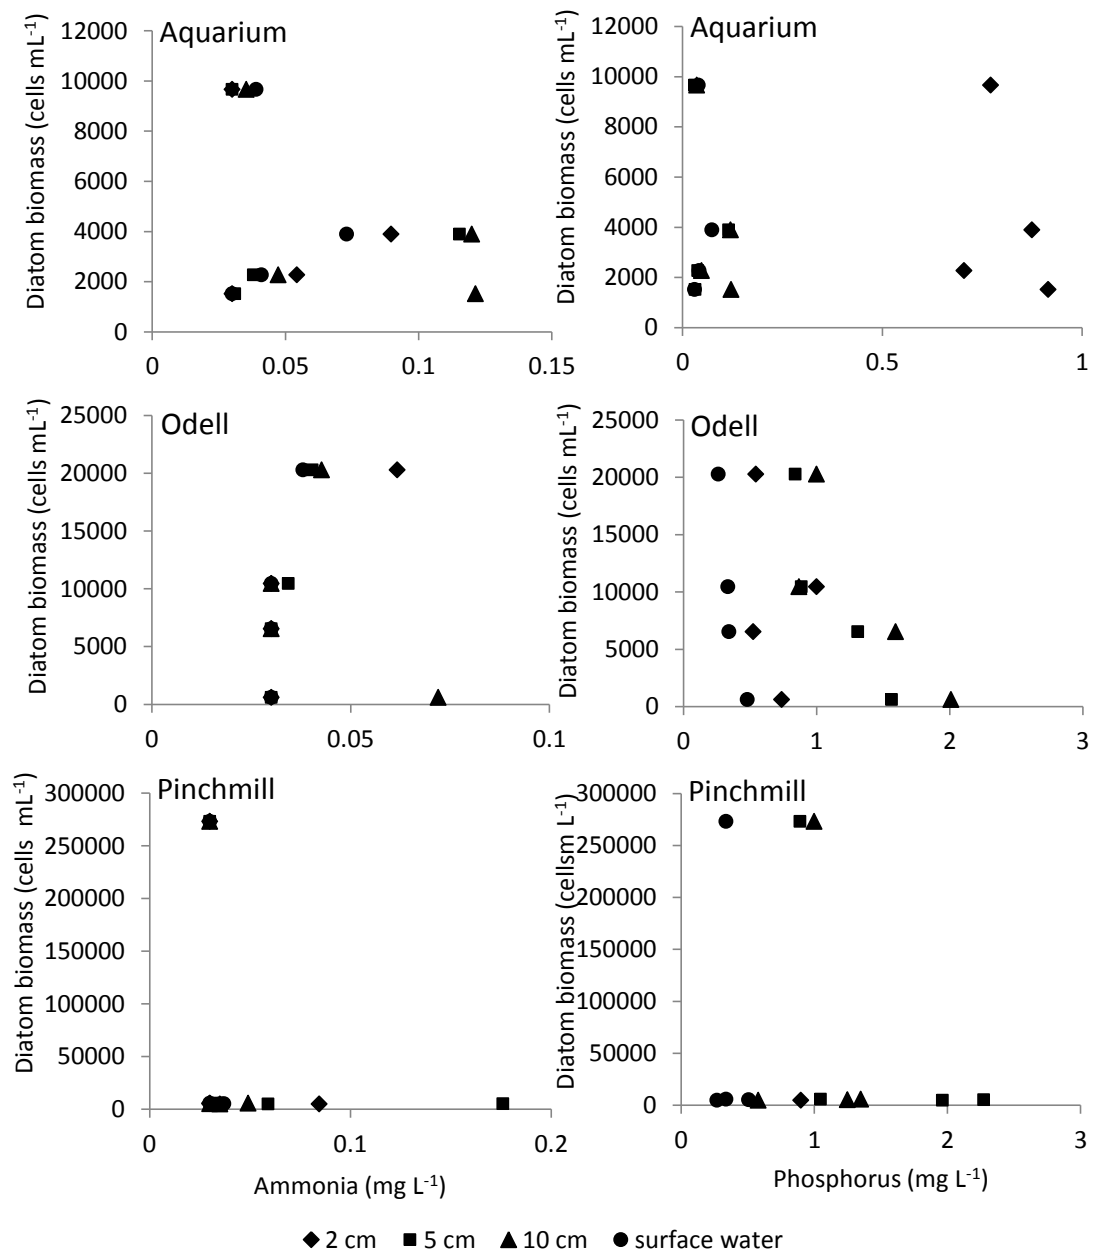 Aquarium
Diatom biomass (cells mL-1)
12000
10000
8000
6000
4000
2000
0
0 0.05 0.1 0.15
Aquarium
Diatom biomass (cells mL-1)
12000
10000
8000
6000
4000
2000
0
0 0.5 1
Odell
Diatom biomass (cells mL-1)
25000
20000
15000
10000
5000
0
0 0.05 0.1
Odell
Diatom biomass (cells mL-1)
25000
20000
15000
10000
5000
0
0 1 2 3
Pinchmill
Diatom biomass (cells mL-1)
300000
250000
200000
150000
100000
50000
0
0 0.1 0.2
Ammonia (mg L-1)
Pinchmill
Diatom biomass (cellsm L-1)
300000
250000
200000
150000
100000
50000
0
0 1 2 3
Phosphorus (mg L-1)
2 cm 5 cm 10 cm surface water